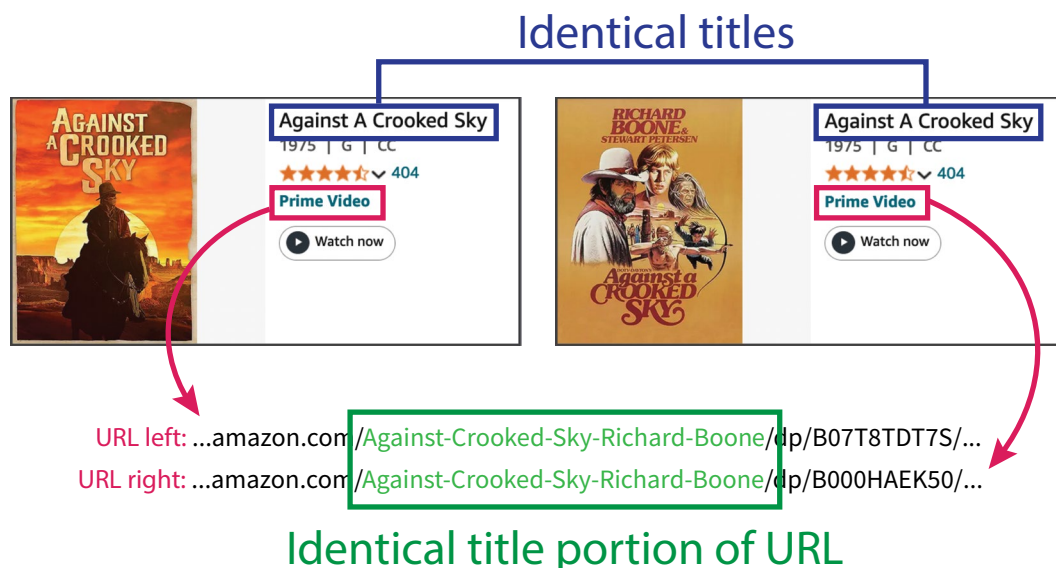 Identical titles
AGAINST
A CROOKED
SKY
Against A Crooked Sky
1975 | G | CC
404
Prime Video
Watch now
RICHARD
BOONE &
STEWART PETERSEN
Against a
CROOKED
SKY
Against A Crooked Sky
1975 | G | CC
404
Prime Video
Watch now
URL left: ...amazon.com/Against-Crooked-Sky-Richard-Boone/dp/B07T8TDT7S/...
URL right: ...amazon.com/Against-Crooked-Sky-Richard-Boone/dp/B000HAEK50/...
Identical title portion of URL